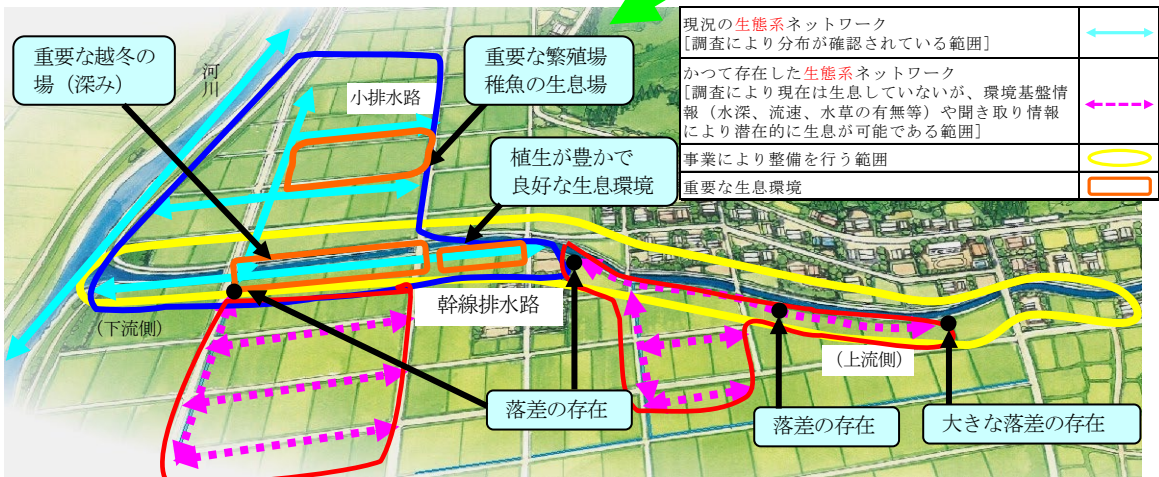 現況の生態系ネットワーク
[調査により分布が確認されている範囲]
かつて存在した生態系ネットワーク
[調査により現在は生息していないが、環境基盤情
報（水深、流速、水草の有無等）や聞き取り情報
により潜在的に生息が可能である範囲]
事業により整備を行う範囲
重要な生息環境
重要な越冬の
場（深み）
河川
小排水路
重要な繁殖場
稚魚の生息場
植生が豊かで
良好な生息環境
幹線排水路
（下流側）
（上流側）
落差の存在
落差の存在
大きな落差の存在